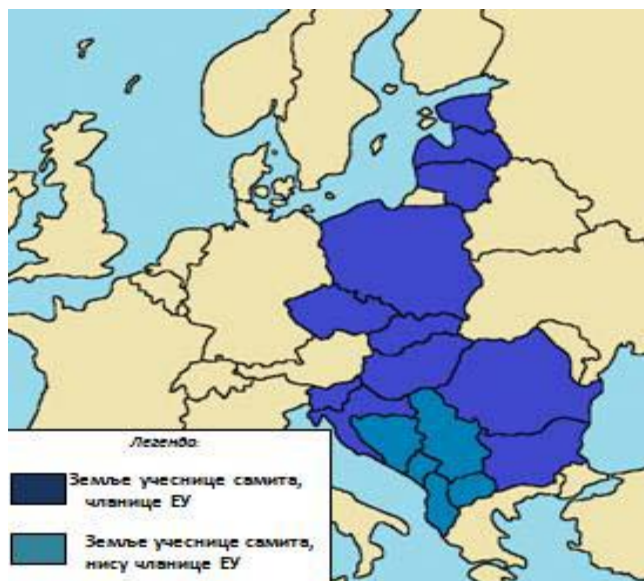 Легенда:
Земље учеснице самита,
чланице ЕУ
Земље учеснице самита,
нису чланице ЕУ